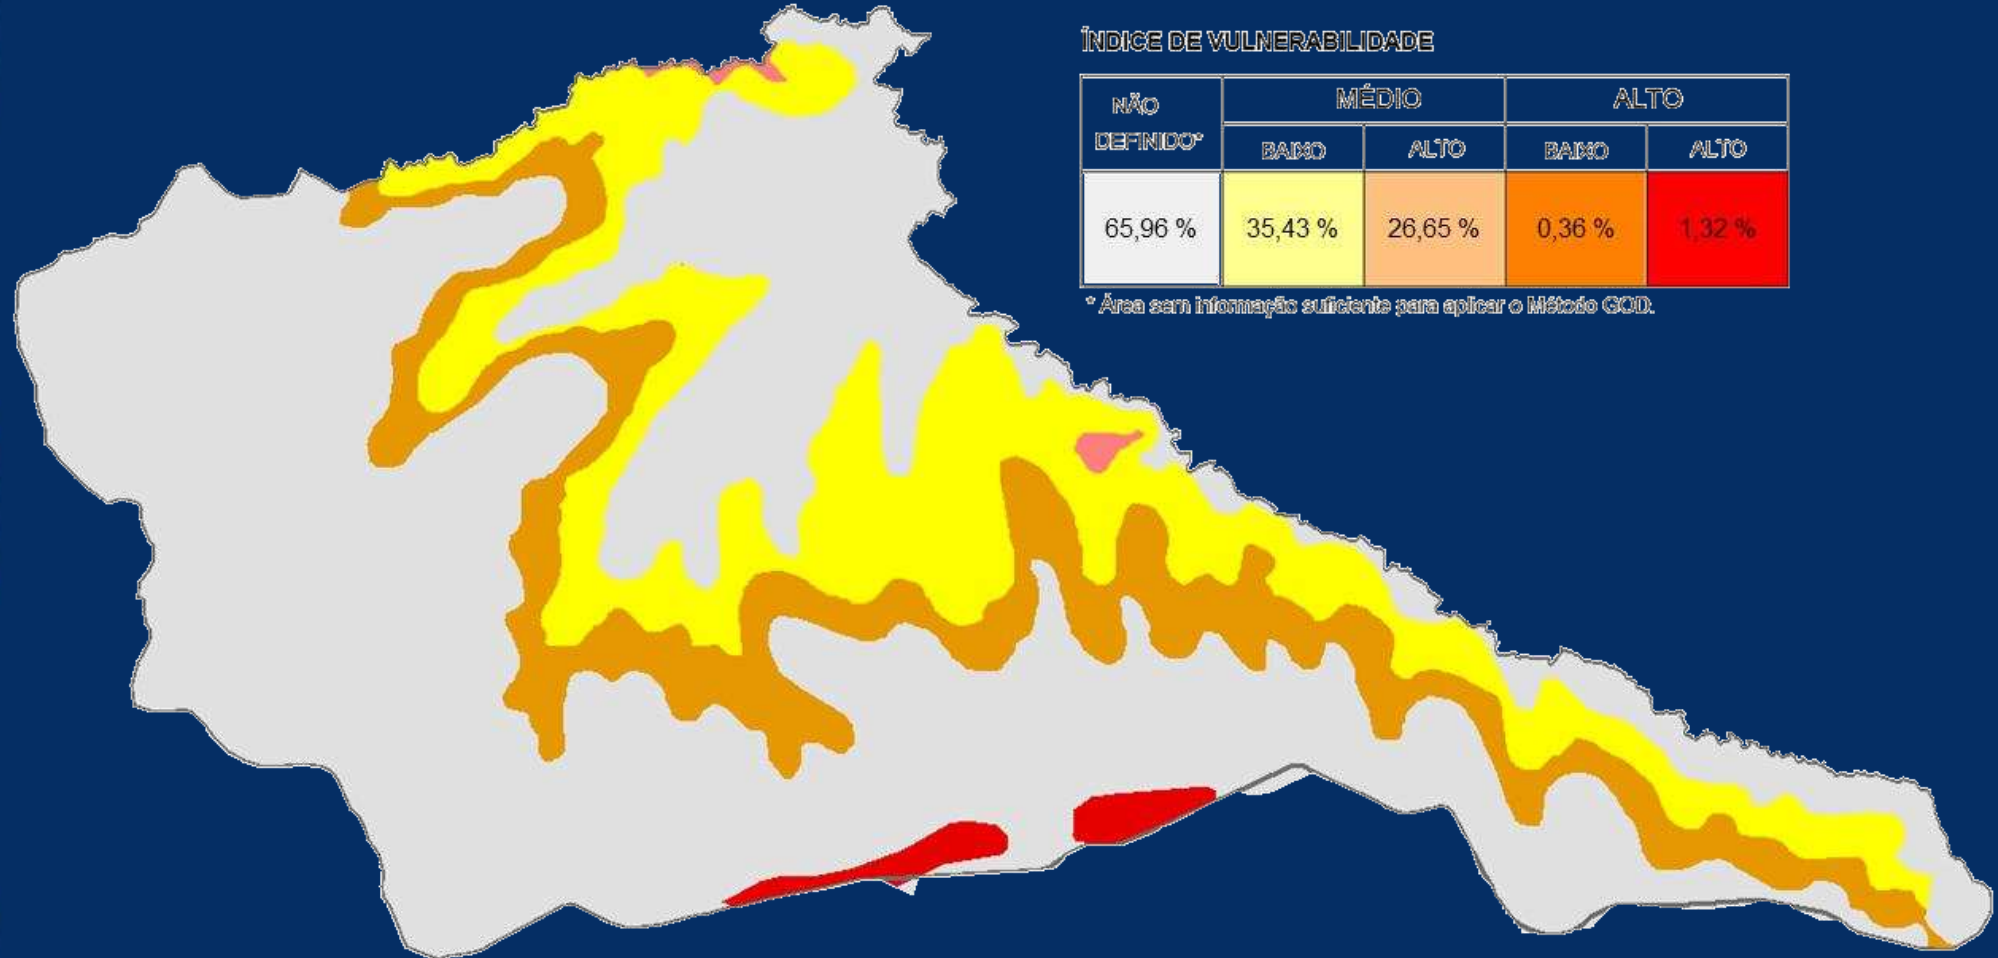 ÍNDICE DE VULNERABILIDADE
NÃO DEFINIDO*
MÉDIO
ALTO
BAIXO
ALTO
BAIXO
ALTO
65,96 %
35,43 %
26,65 %
0,36 %
1,32 %
* Área sem informação suficiente para aplicar o Método GOD.